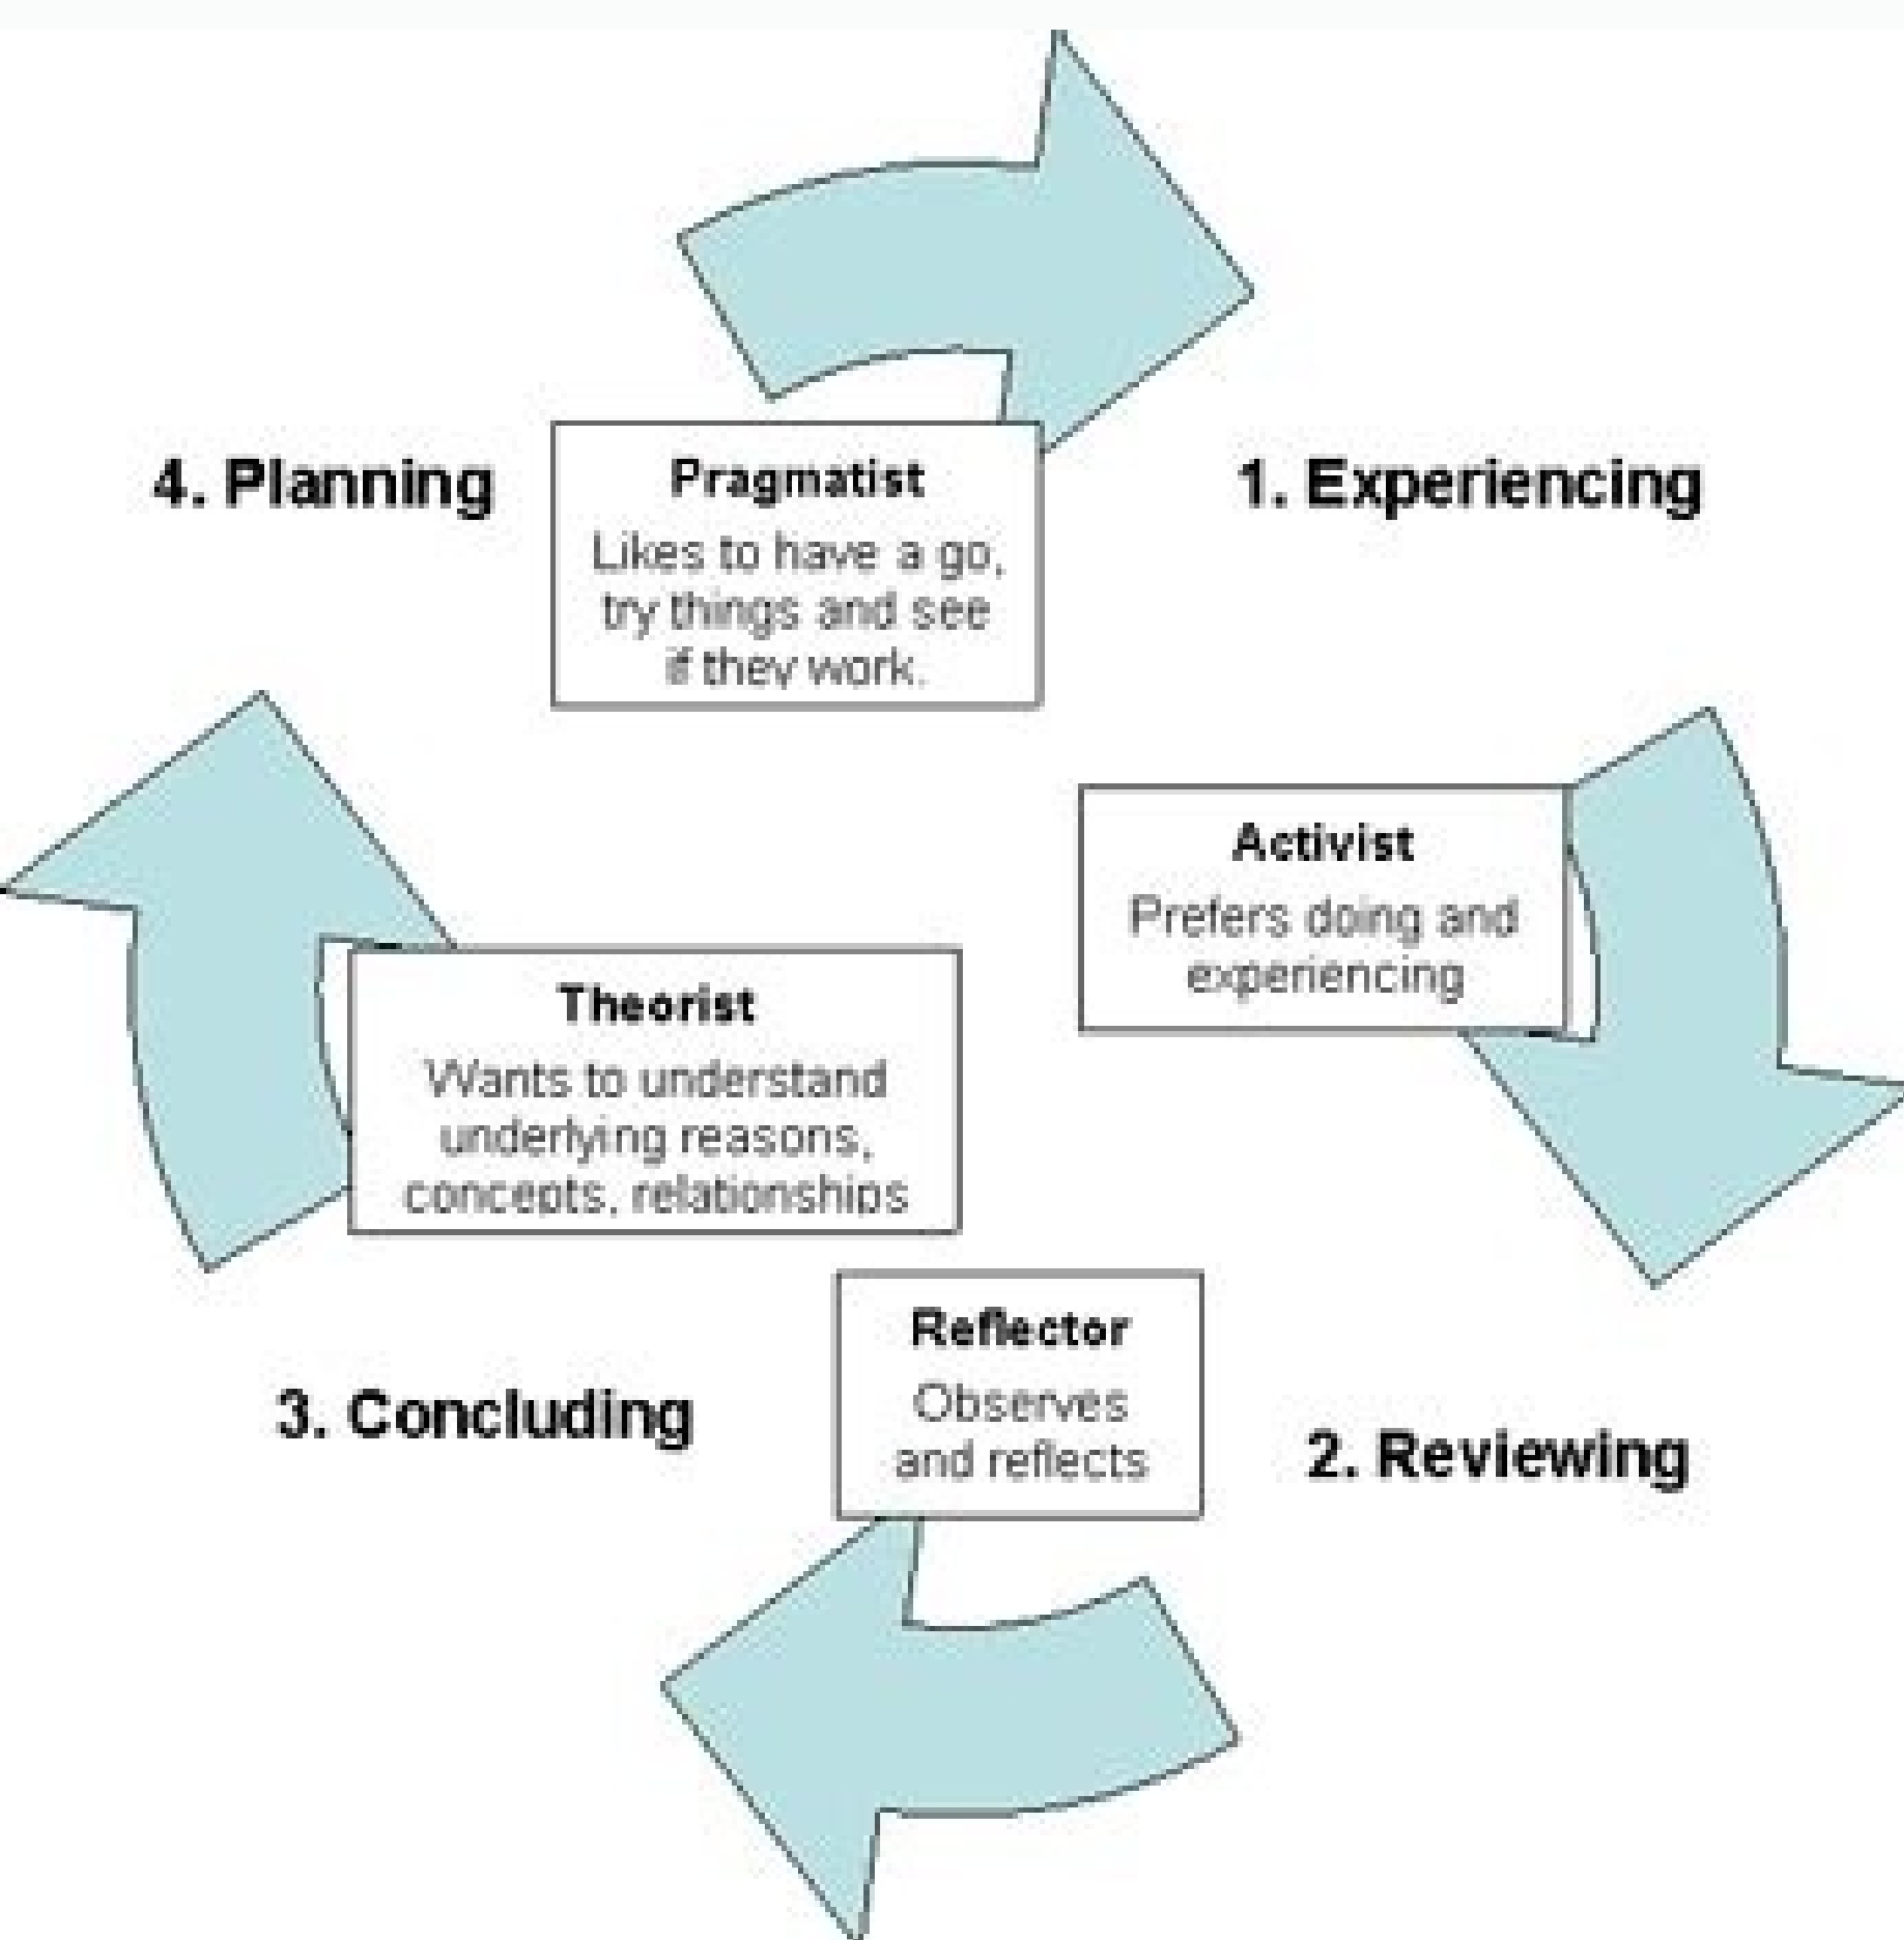 4. Planning
Pragmatist
Likes to have a go,
try things and see
if they work.
1. Experiencing
Activist
Prefers doing and
experiencing
Theorist
Wants to understand
underlying reasons,
concepts, relationships
Reflector
Observes
and reflects
3. Concluding
2. Reviewing